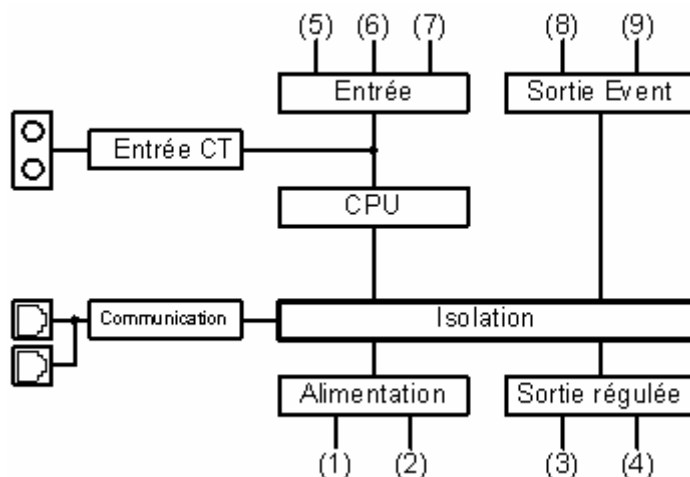 (5) (6) (7) (8) (9)
Entrée Sortie Event
Entrée CT
CPU
Communication Isolation
Alimentation Sortie régulée
(1) (2) (3) (4)